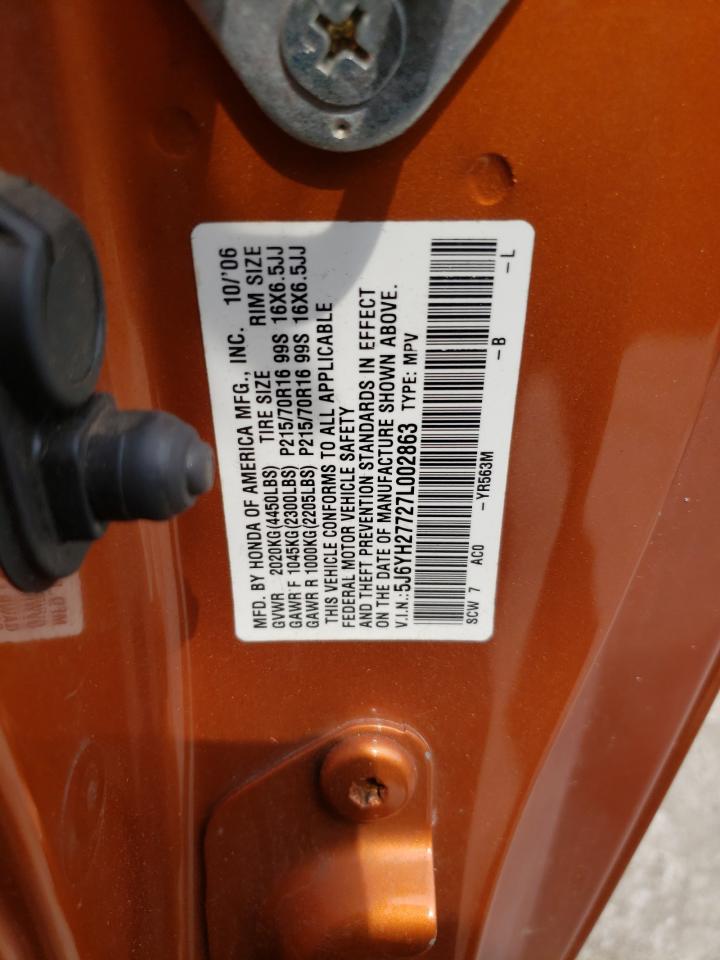 MFD. BY HONDA OF AMERICA MFG., INC. 10/'06
GVWR 2020KG(4450LBS) TIRE SIZE RIM SIZE
GAWR F 1045KG(2300LBS) P215/70R16 99S 16X6.5JJ
GAWR R 1000KG(2205LBS) P215/70R16 99S 16X6.5JJ
THIS VEHICLE CONFORMS TO ALL APPLICABLE
FEDERAL MOTOR VEHICLE SAFETY
AND THEFT PREVENTION STANDARDS IN EFFECT
ON THE DATE OF MANUFACTURE SHOWN ABOVE.
V.I.N.:5J6YH27727L002863 TYPE: MPV
SCW 7 AC0 -YR563M -B -L